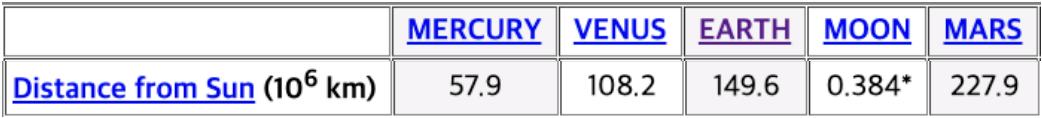 MERCURY VENUS EARTH MOON MARS
Distance from Sun (10⁶ km) 57.9 108.2 149.6 0.384* 227.9